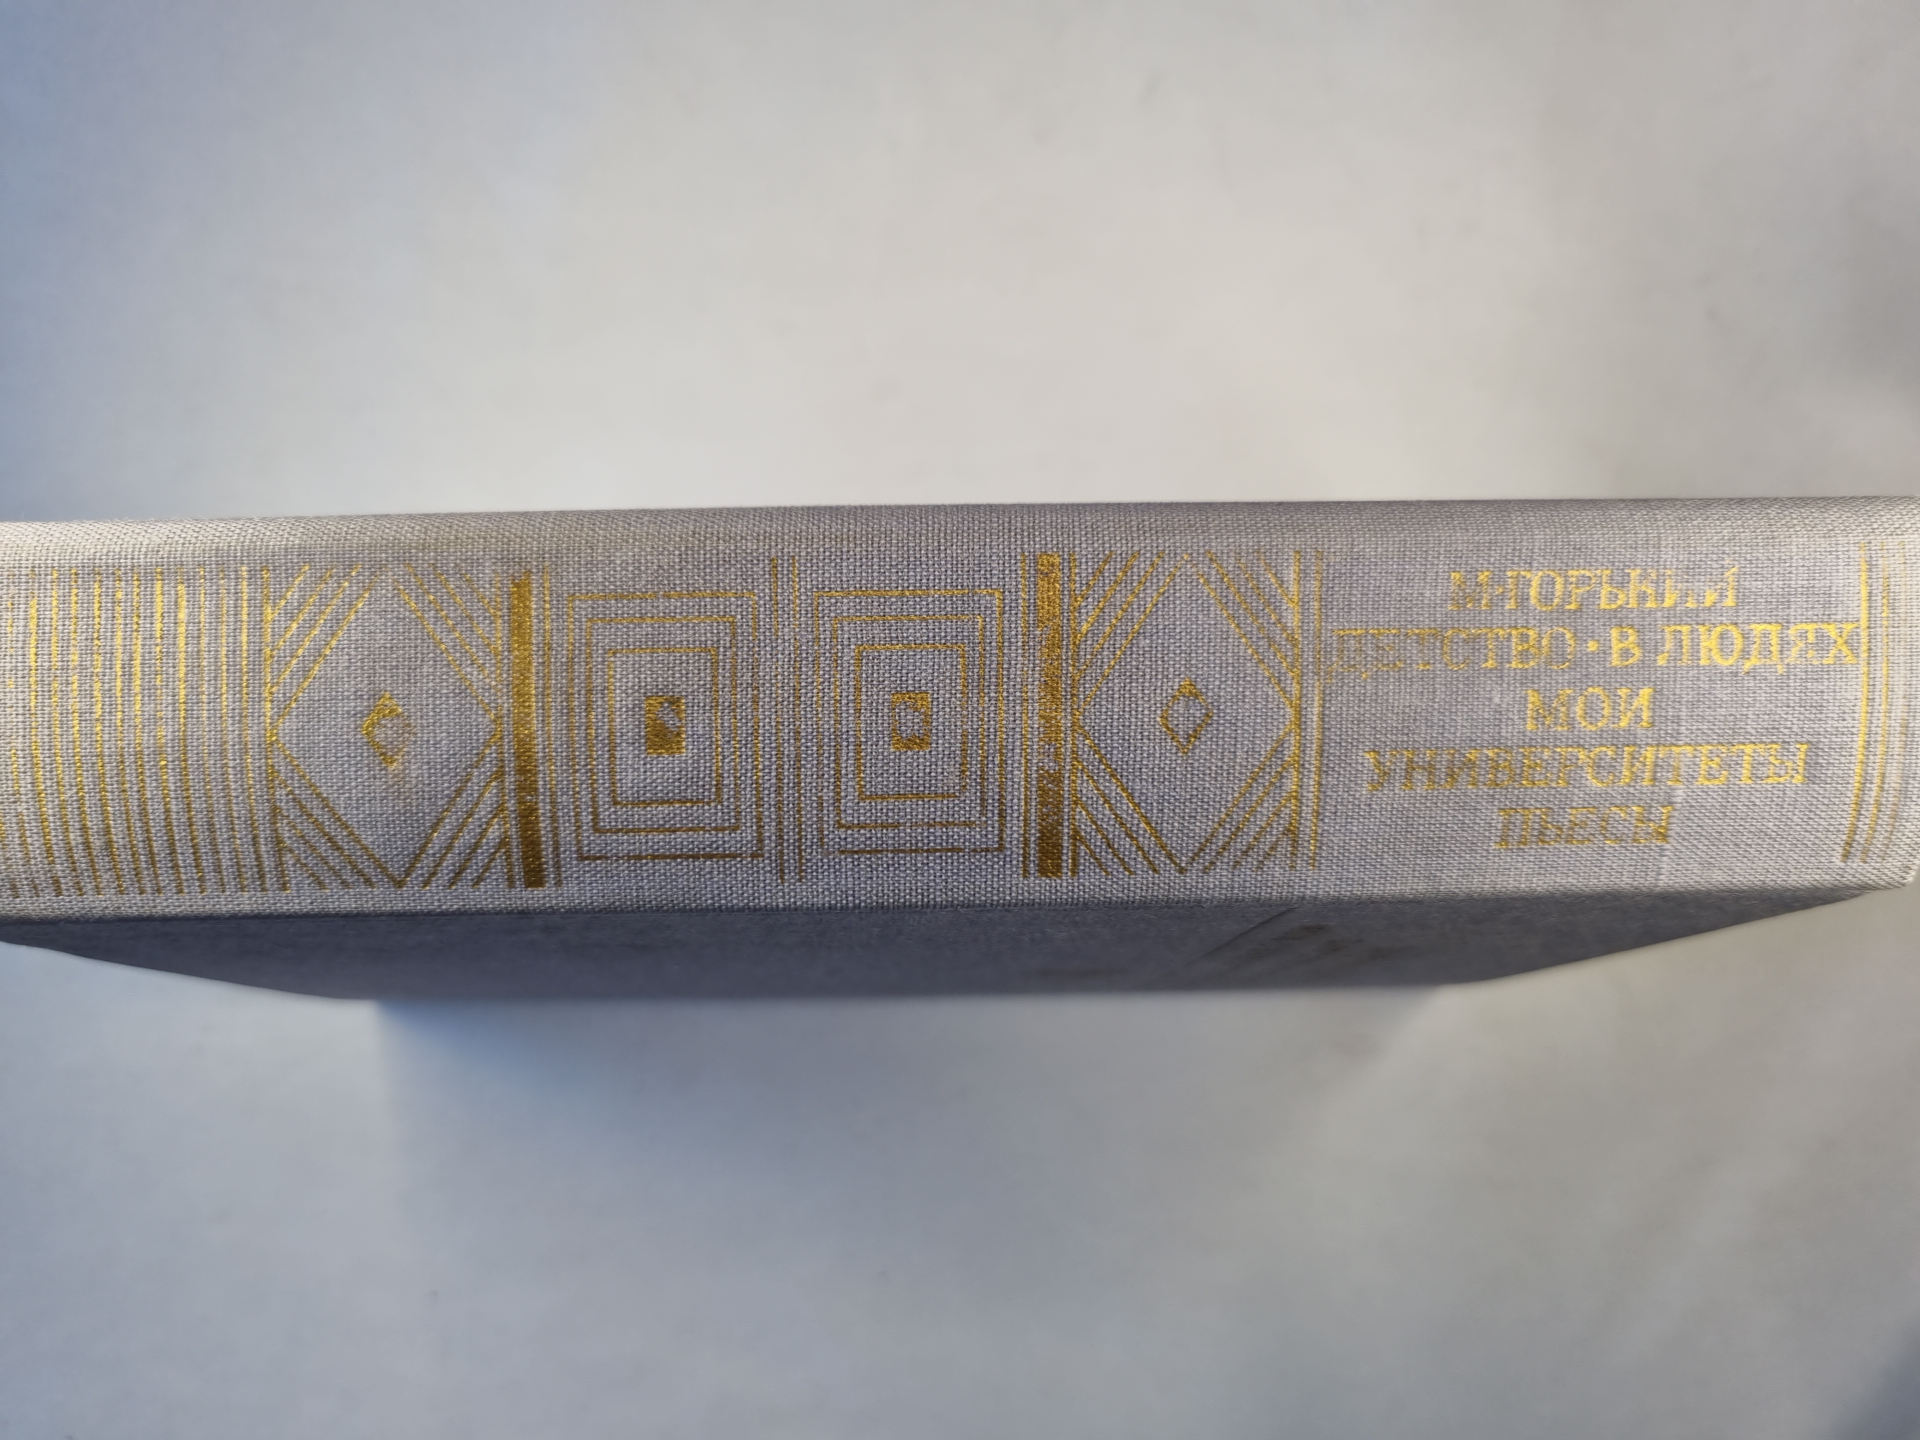 М·ГОРЬКИЙ
ДЕТСТВО·В ЛЮДЯХ
МОИ
УНИВЕРСИТЕТЫ
ПЬЕСЫ